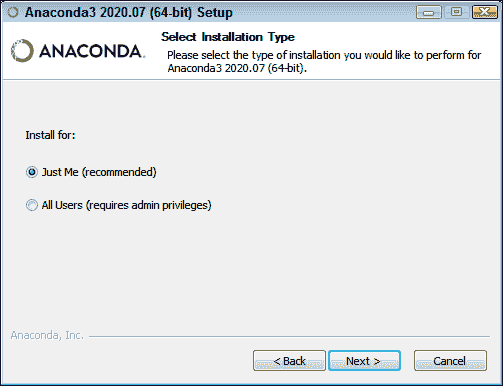 Anaconda3 2020.07 (64-bit) Setup
ANACONDA.
Select Installation Type
Please select the type of installation you would like to perform for
Anaconda3 2020.07 (64-bit).
Install for:
Just Me (recommended)
All Users (requires admin privileges)
Anaconda, Inc.
< Back Next > Cancel